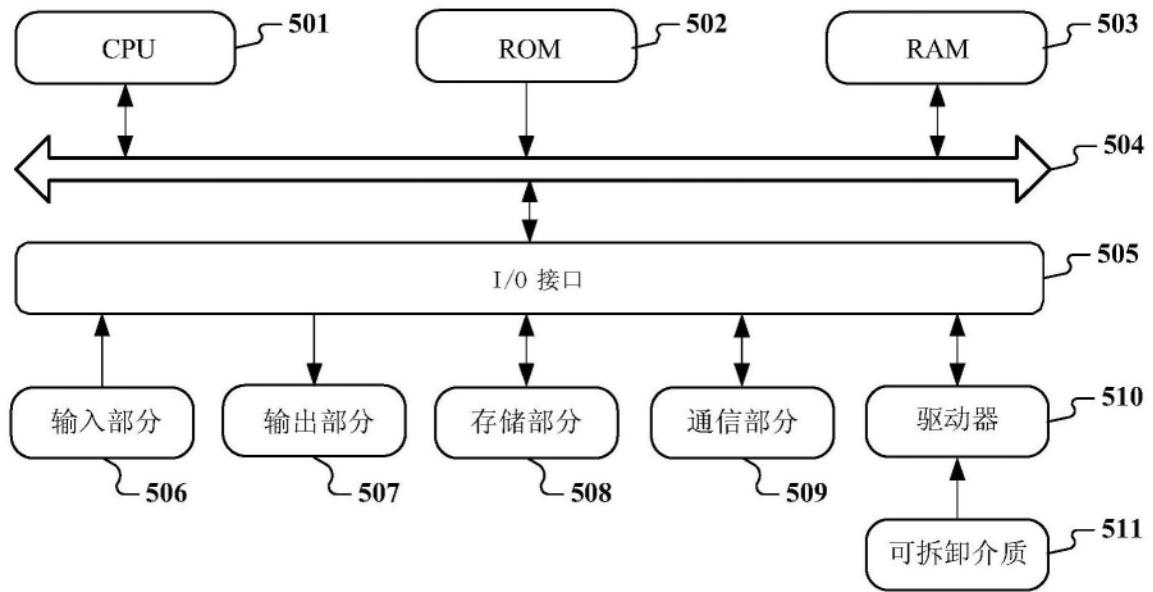 501
502
503
CPU
ROM
RAM
504
505
I/0 接口
输入部分
输出部分
存储部分
通信部分
驱动器
510
506
507
508
509
511
可拆卸介质